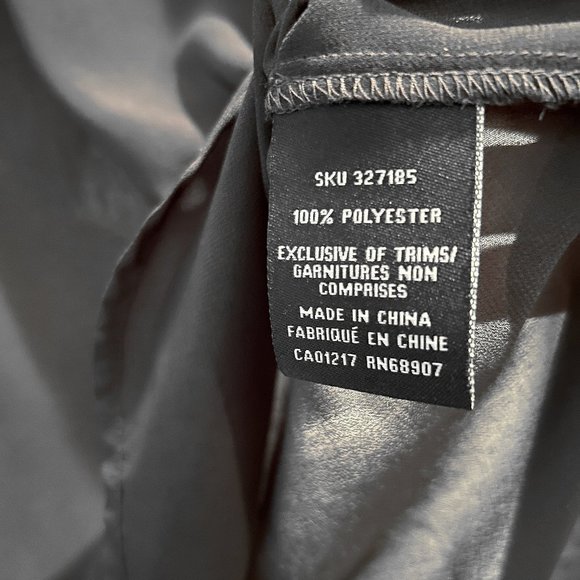 SKU 327185
100% POLYESTER
EXCLUSIVE OF TRIMS/
GARNITURES NON
COMPRISES
MADE IN CHINA
FABRIQUÉ EN CHINE
CA01217 RN68907